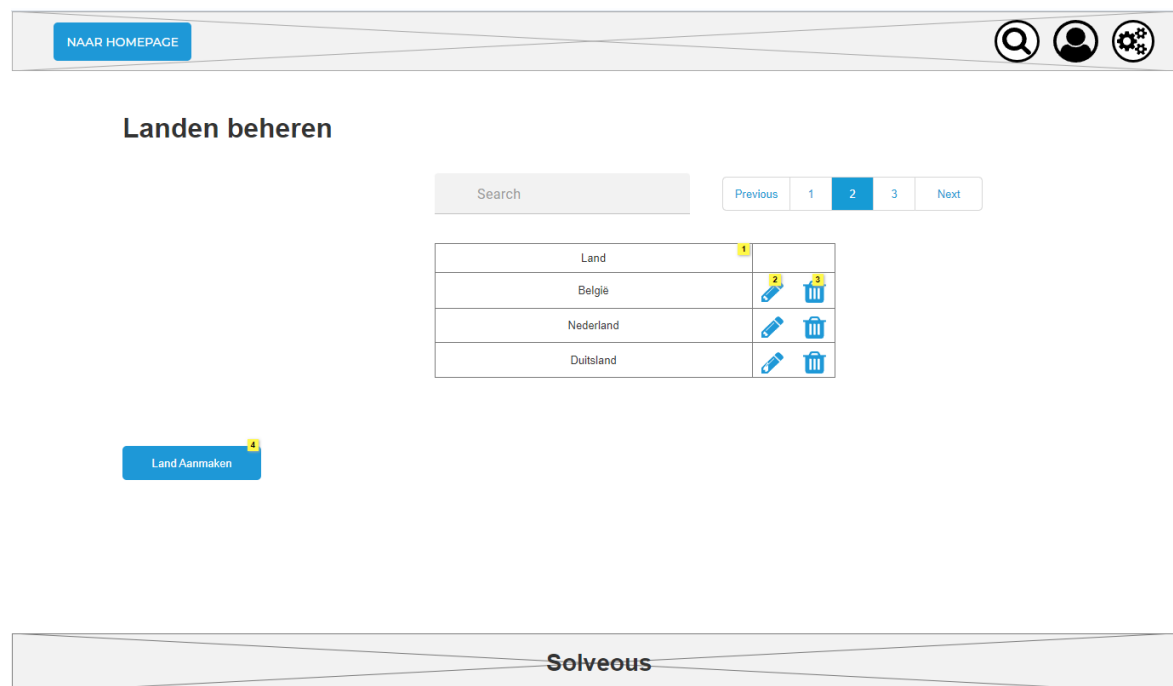 NAAR HOMEPAGE
Landen beheren
Search
Previous 1 2 3 Next
Land 1
België 2 3
Nederland
Duitsland
4
Land Aanmaken
Solveous